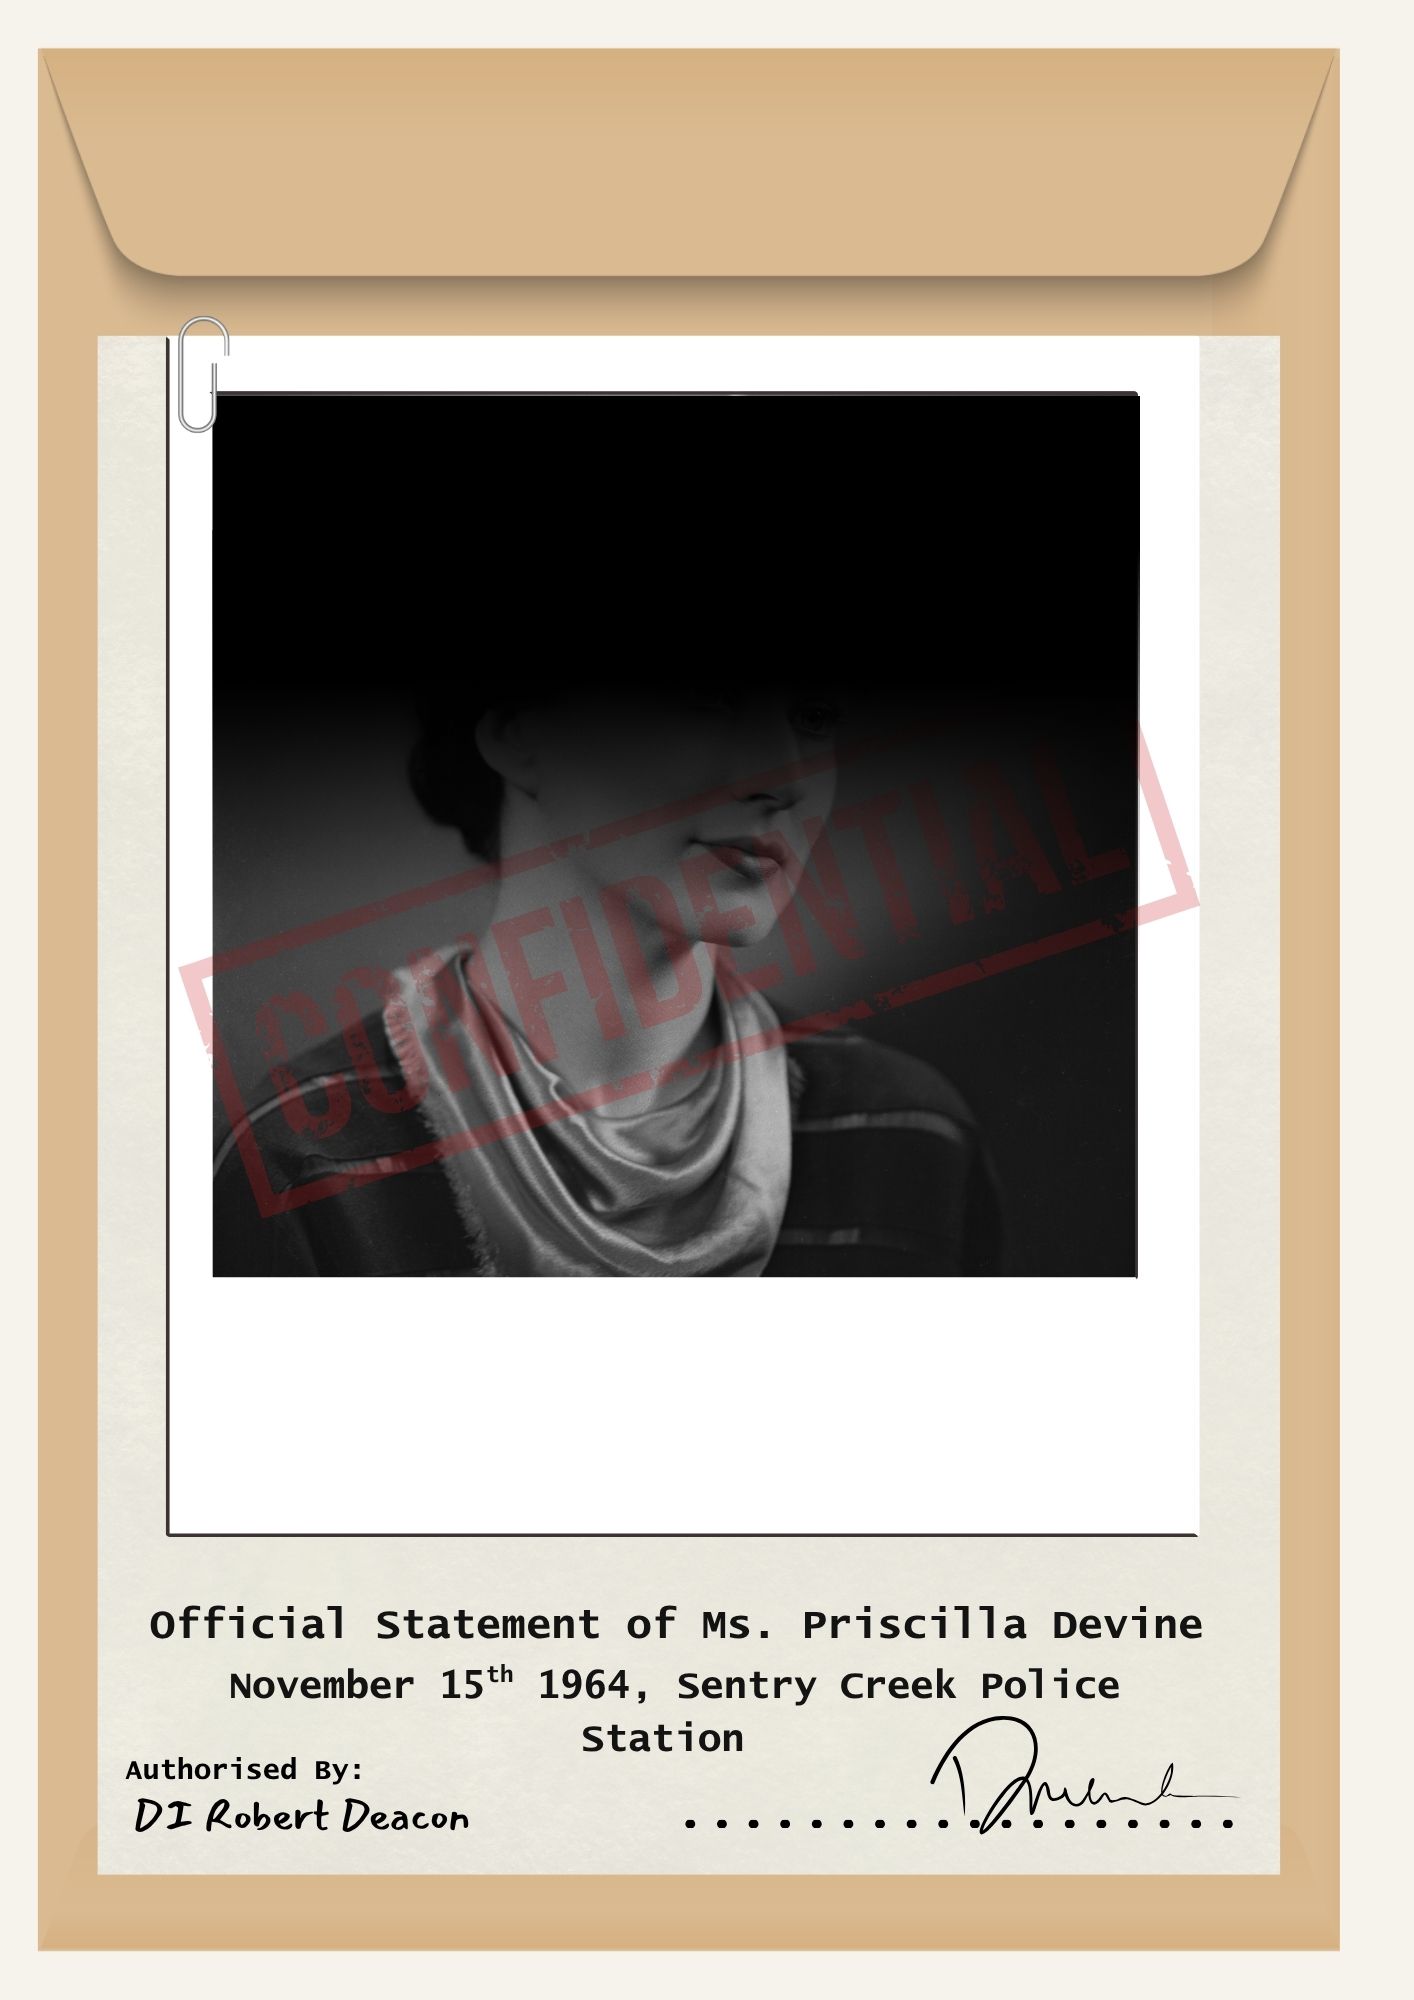 CONFIDENTIAL
Official Statement of Ms. Priscilla Devine
November 15th 1964, Sentry Creek Police
Station
Authorised By:
DI Robert Deacon